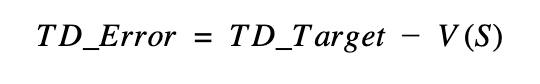 TD_Error = TD_Target − V(S)